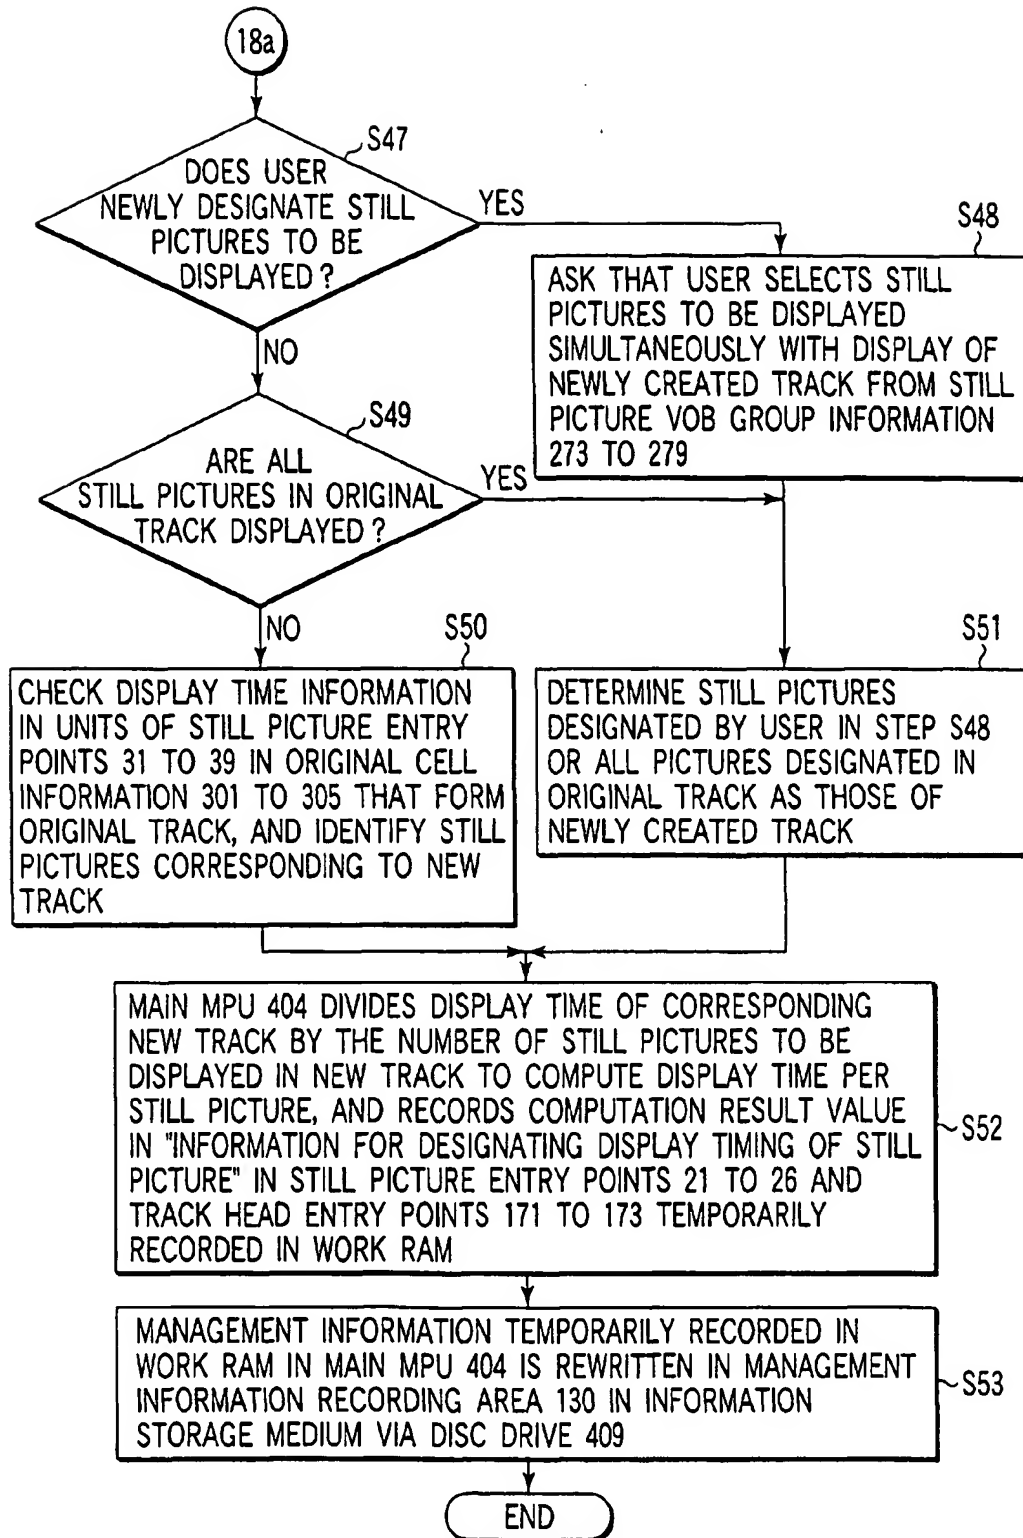 18a
S47
DOES USER
NEWLY DESIGNATE STILL
PICTURES TO BE
DISPLAYED?
YES
NO
S48
ASK THAT USER SELECTS STILL
PICTURES TO BE DISPLAYED
SIMULTANEOUSLY WITH DISPLAY OF
NEWLY CREATED TRACK FROM STILL
PICTURE VOB GROUP INFORMATION
273 TO 279
S49
ARE ALL
STILL PICTURES IN ORIGINAL
TRACK DISPLAYED?
YES
NO
S50
CHECK DISPLAY TIME INFORMATION
IN UNITS OF STILL PICTURE ENTRY
POINTS 31 TO 39 IN ORIGINAL CELL
INFORMATION 301 TO 305 THAT FORM
ORIGINAL TRACK, AND IDENTIFY STILL
PICTURES CORRESPONDING TO NEW
TRACK
S51
DETERMINE STILL PICTURES
DESIGNATED BY USER IN STEP S48
OR ALL PICTURES DESIGNATED IN
ORIGINAL TRACK AS THOSE OF
NEWLY CREATED TRACK
MAIN MPU 404 DIVIDES DISPLAY TIME OF CORRESPONDING
NEW TRACK BY THE NUMBER OF STILL PICTURES TO BE
DISPLAYED IN NEW TRACK TO COMPUTE DISPLAY TIME PER
STILL PICTURE, AND RECORDS COMPUTATION RESULT VALUE
IN "INFORMATION FOR DESIGNATING DISPLAY TIMING OF STILL
PICTURE" IN STILL PICTURE ENTRY POINTS 21 TO 26 AND
TRACK HEAD ENTRY POINTS 171 TO 173 TEMPORARILY
RECORDED IN WORK RAM
S52
MANAGEMENT INFORMATION TEMPORARILY RECORDED IN
WORK RAM IN MAIN MPU 404 IS REWRITTEN IN MANAGEMENT
INFORMATION RECORDING AREA 130 IN INFORMATION
STORAGE MEDIUM VIA DISC DRIVE 409
S53
END